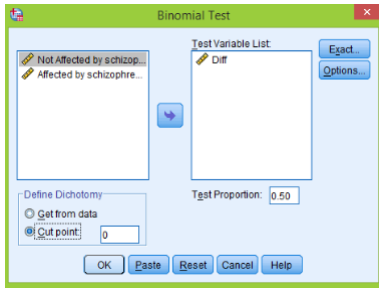 Binomial Test
Test Variable List:
Not Affected by schizop...
Affected by schizophre...
Diff
Exact...
Options...
Define Dichotomy
Get from data
Cut point:
0
Test Proportion:
0.50
OK
Paste
Reset
Cancel
Help